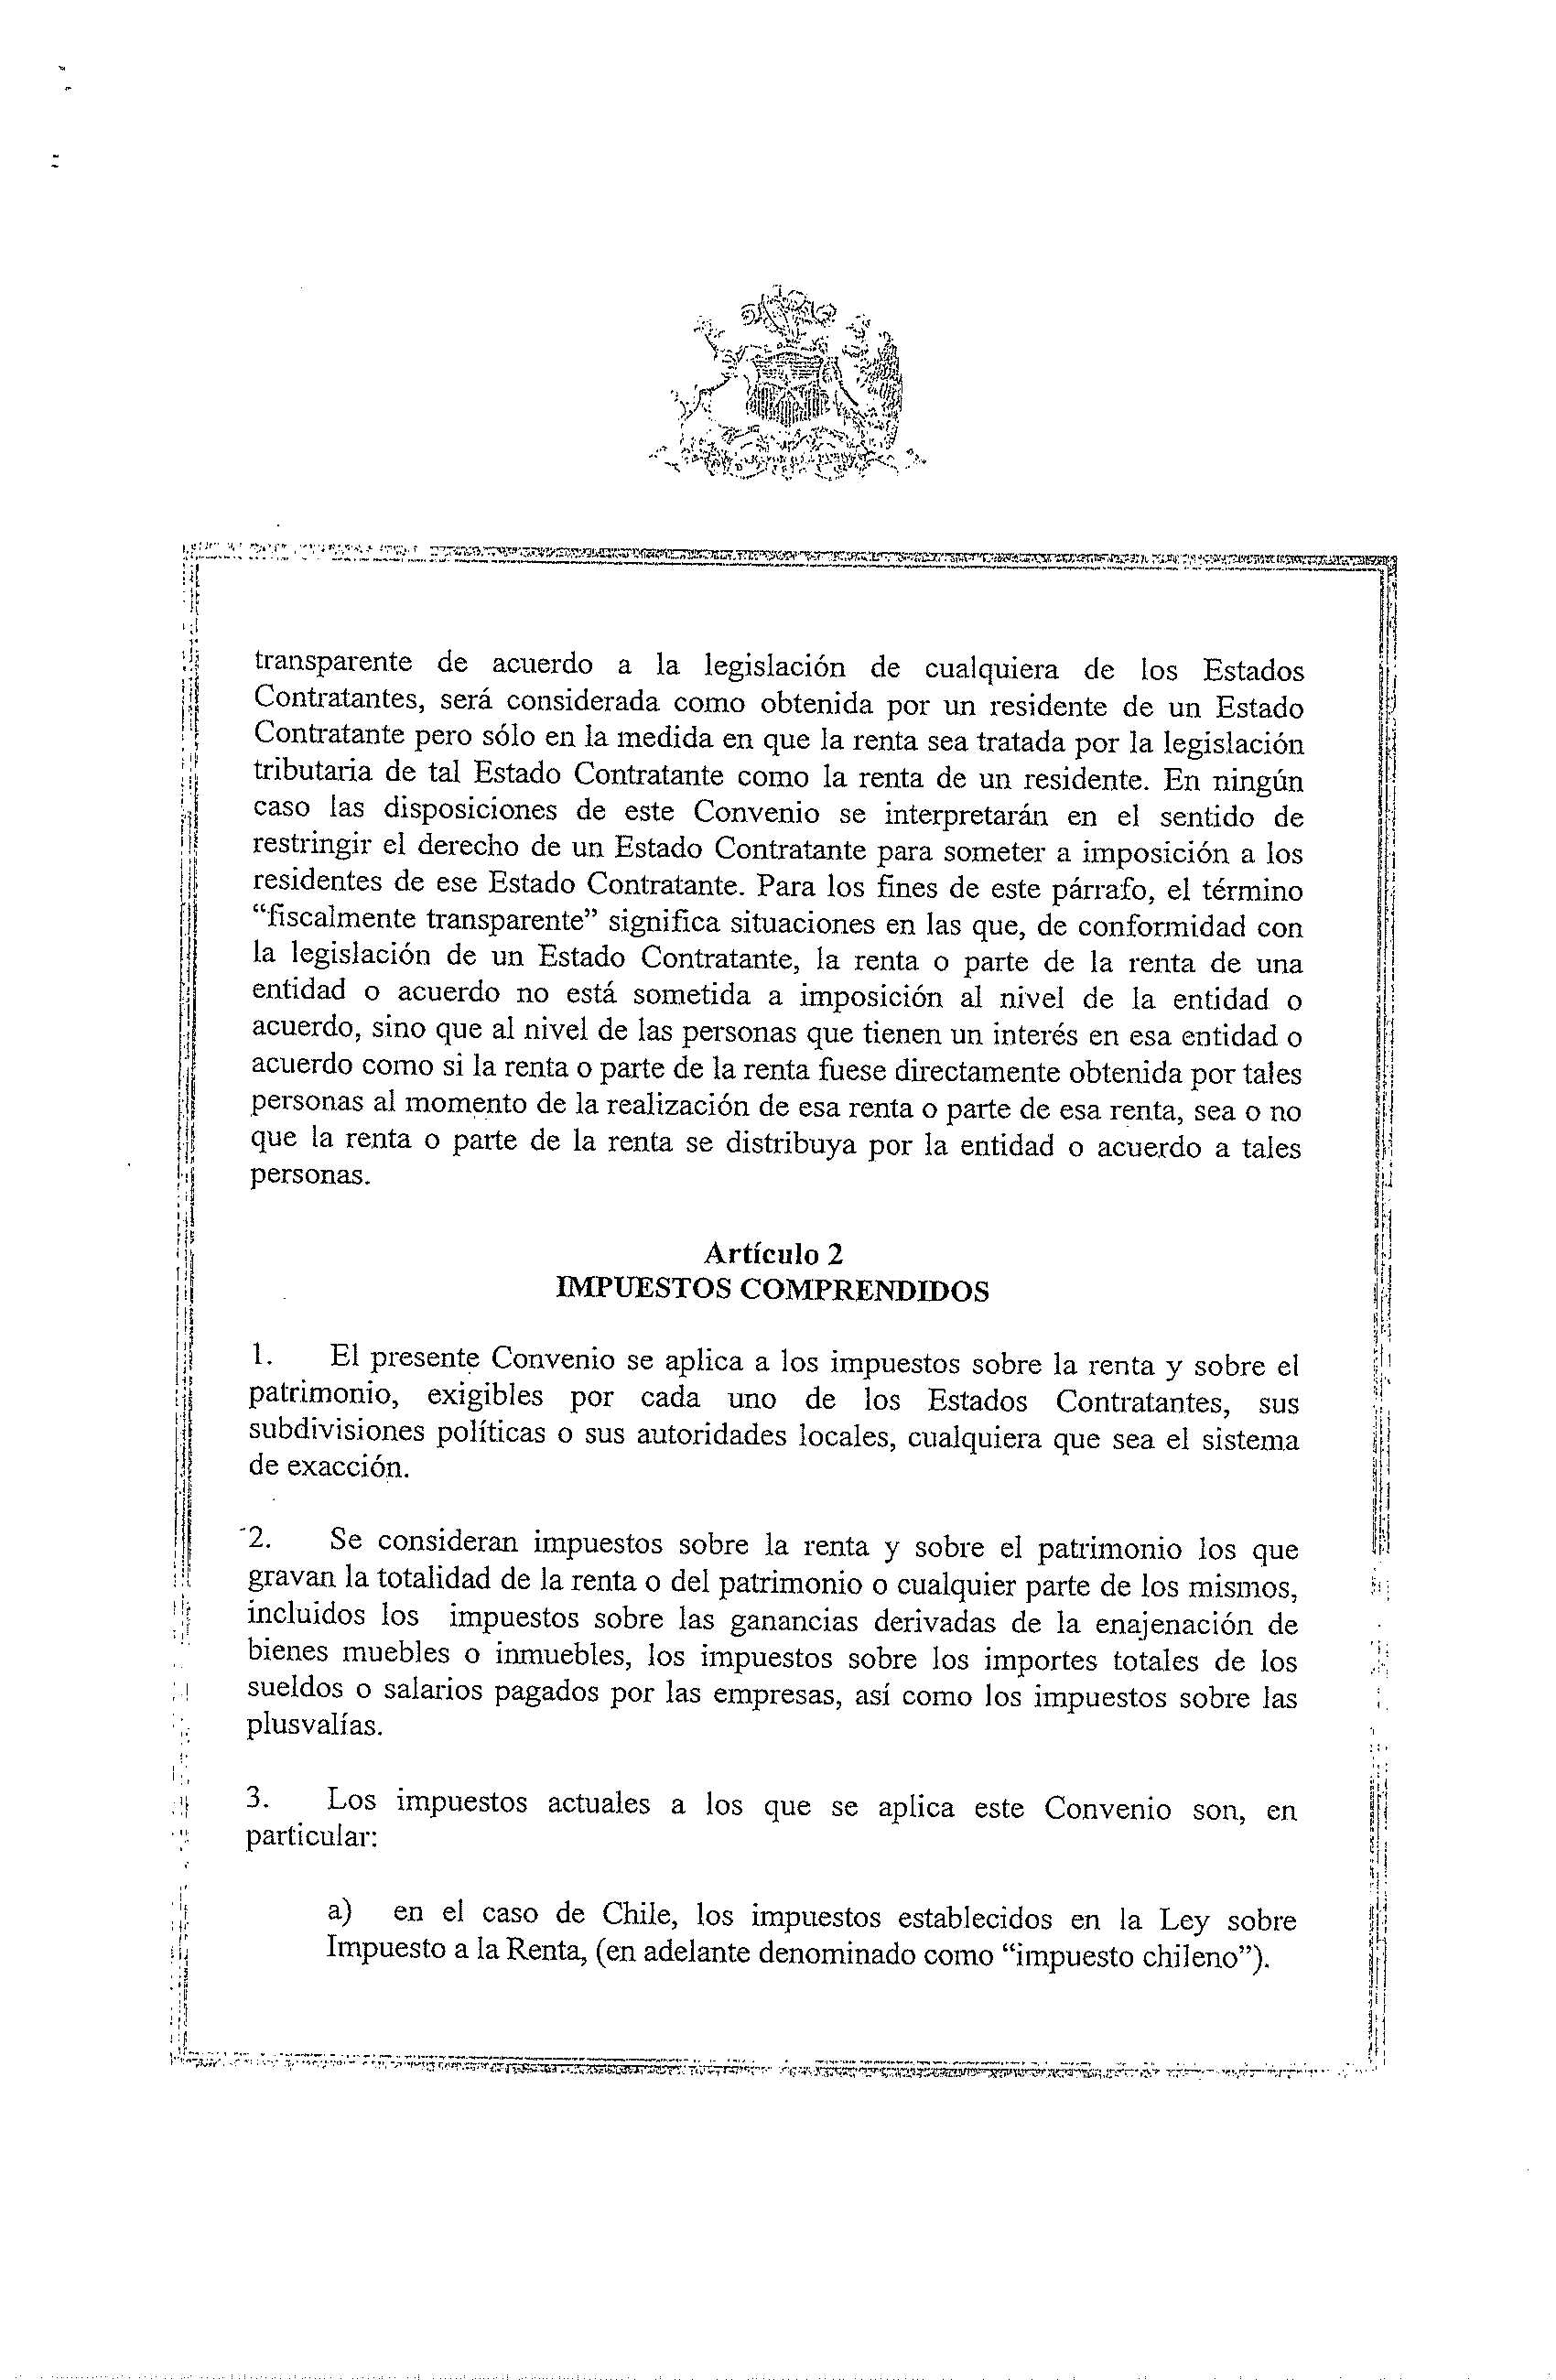 transparente de acuerdo a la legislación de cualquiera de los Estados
Contratantes, será considerada como obtenida por un residente de un Estado
Contratante pero sólo en la medida en que la renta sea tratada por la legislación
tributaria de tal Estado Contratante como la renta de un residente. En ningún
caso las disposiciones de este Convenio se interpretarán en el sentido de
restringir el derecho de un Estado Contratante para someter a imposición a los
residentes de ese Estado Contratante. Para los fines de este párrafo, el término
“fiscalmente transparente” significa situaciones en las que, de conformidad con
la legislación de un Estado Contratante, la renta o parte de la renta de una
entidad o acuerdo no está sometida a imposición al nivel de la entidad o
acuerdo, sino que al nivel de las personas que tienen un interés en esa entidad o
acuerdo como si la renta o parte de la renta fuese directamente obtenida por tales
personas al momento de la realización de esa renta o parte de esa renta, sea o no
que la renta o parte de la renta se distribuya por la entidad o acuerdo a tales
personas.
Artículo 2
IMPUESTOS COMPRENDIDOS
1. El presente Convenio se aplica a los impuestos sobre la renta y sobre el
patrimonio, exigibles por cada uno de los Estados Contratantes, sus
subdivisiones políticas o sus autoridades locales, cualquiera que sea el sistema
de exacción.
2. Se consideran impuestos sobre la renta y sobre el patrimonio los que
gravan la totalidad de la renta o del patrimonio o cualquier parte de los mismos,
incluidos los impuestos sobre las ganancias derivadas de la enajenación de
bienes muebles o inmuebles, los impuestos sobre los importes totales de los
sueldos o salarios pagados por las empresas, así como los impuestos sobre las
plusvalías.
3. Los impuestos actuales a los que se aplica este Convenio son, en
particular:
a) en el caso de Chile, los impuestos establecidos en la Ley sobre
Impuesto a la Renta, (en adelante denominado como “impuesto chileno”).